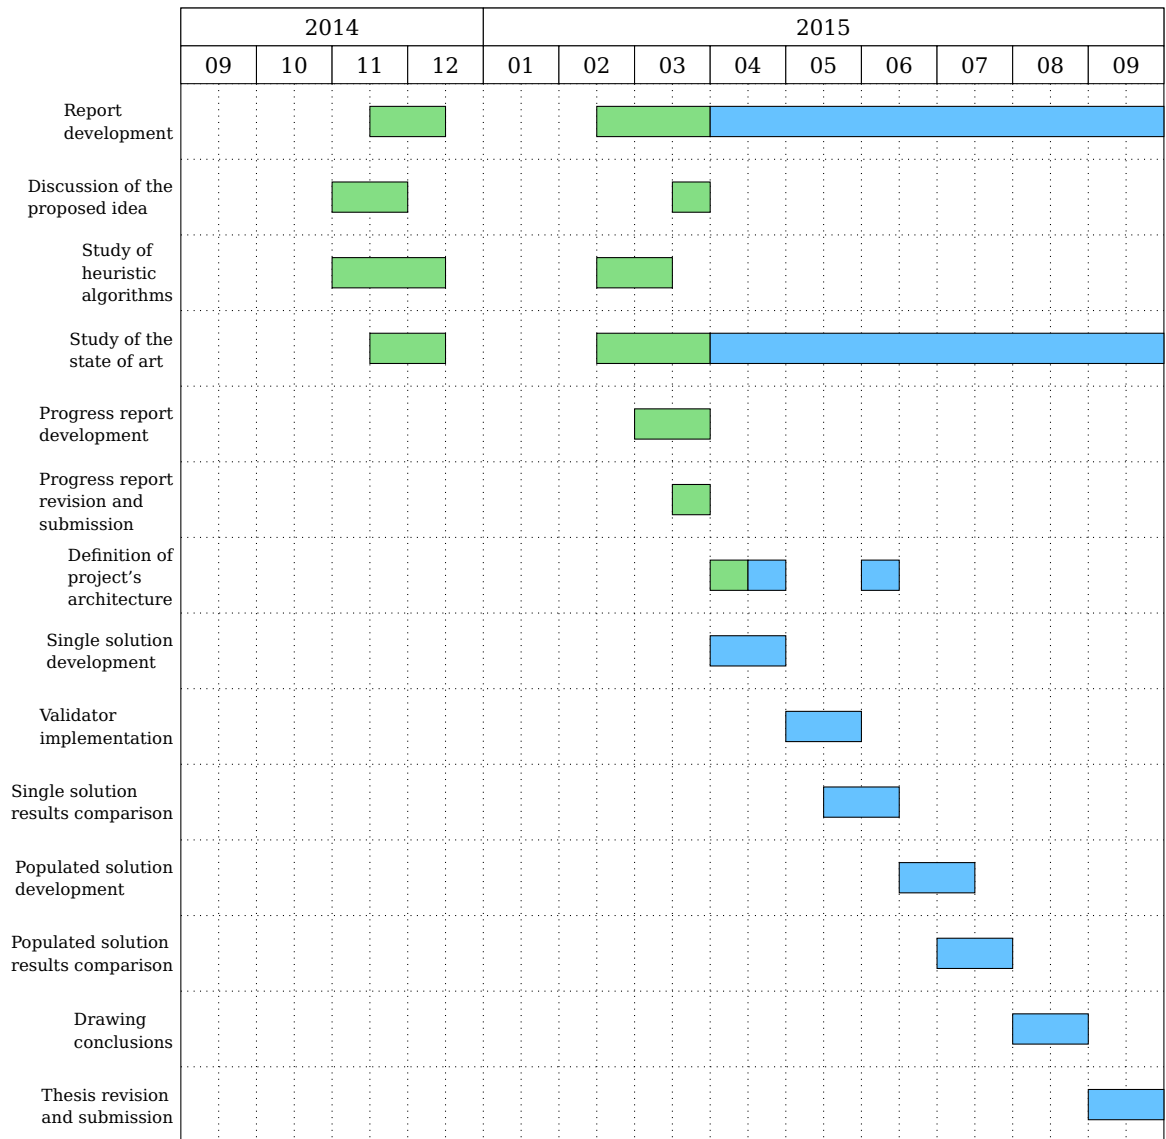 2014 2015
09 10 11 12 01 02 03 04 05 06 07 08 09
Report
development
Discussion of the
proposed idea
Study of
heuristic
algorithms
Study of the
state of art
Progress report
development
Progress report
revision and
submission
Definition of
project’s
architecture
Single solution
development
Validator
implementation
Single solution
results comparison
Populated solution
development
Populated solution
results comparison
Drawing
conclusions
Thesis revision
and submission